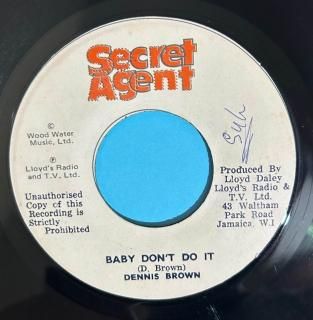 Secret
Agent
©
Wood Water
Music, Ltd.
℗
Lloyd's Radio
and T.V. Ltd.
Unauthorised
Copy of this
Recording is
Strictly
Prohibited
Produced By
Lloyd Daley
Lloyd's Radio &
T.V. Ltd.
43 Waltham
Park Road
Jamaica, W.I
BABY DON'T DO IT
(D. Brown)
DENNIS BROWN